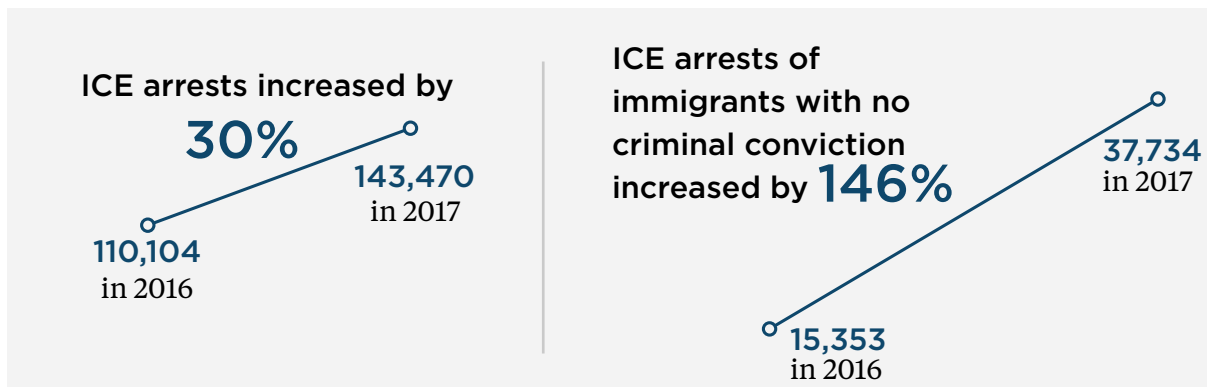 ICE arrests increased by
30%
143,470
in 2017
110,104
in 2016
ICE arrests of
immigrants with no
criminal conviction
increased by 146%
37,734
in 2017
15,353
in 2016